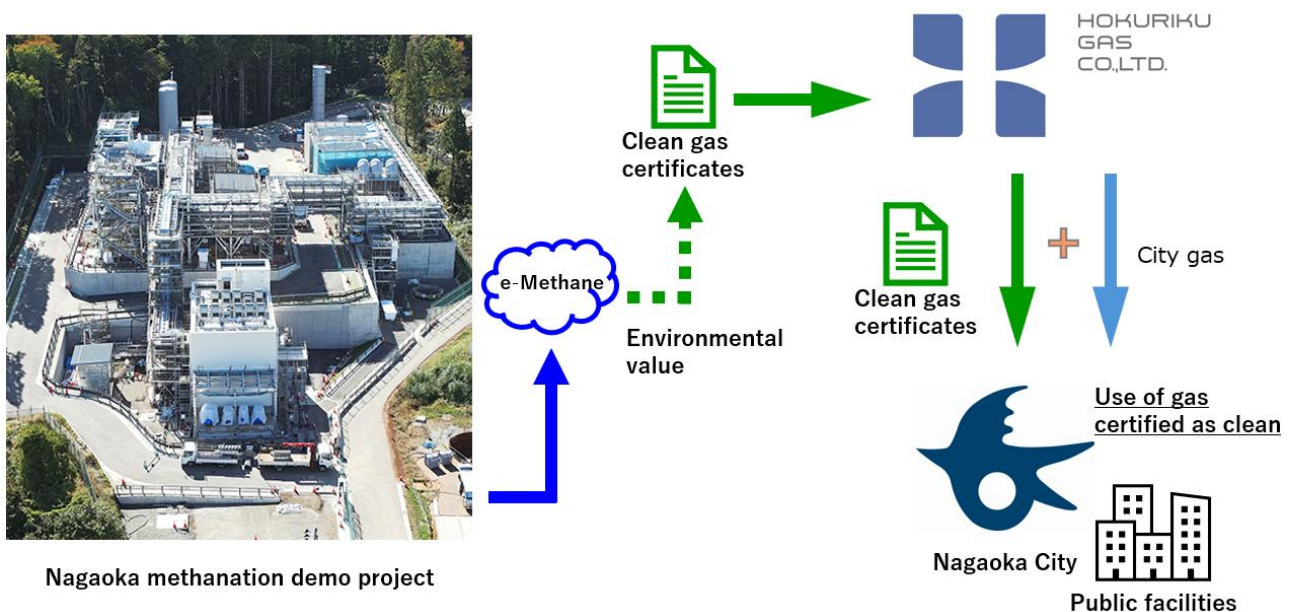 HOKURIKU
GAS
CO.,LTD.
Clean gas
certificates
e-Methane
Environmental
value
Clean gas
certificates
+
City gas
Use of gas
certified as clean
Nagaoka City
Public facilities
Nagaoka methanation demo project